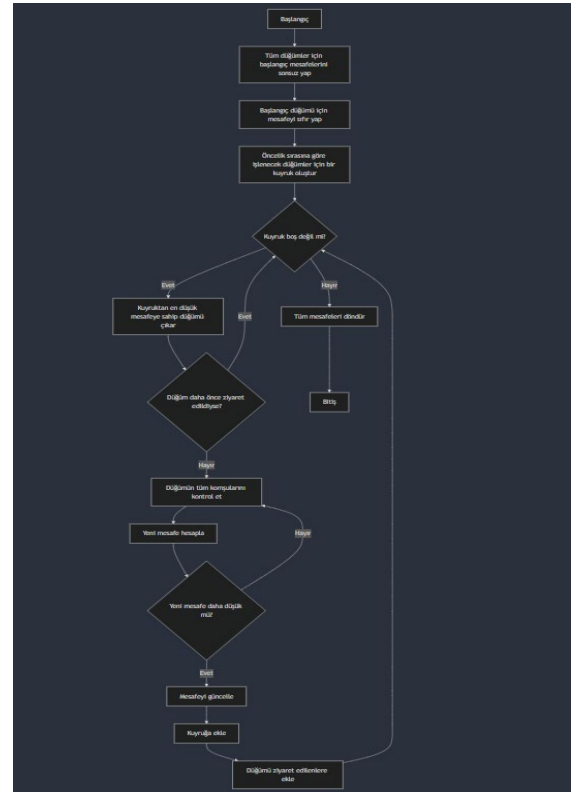 Başlangıç
Tüm düğümler için
başlangıç mesafelerini
sonsuz yap
Başlangıç düğümü için
mesafeyi sıfır yap
Öncelik sırasına göre
işlenecek düğümler için bir
kuyruk oluştur
Kuyruk boş değil mi?
Evet
Hayır
Kuyruktan en düşük
mesafeye sahip düğümü
çıkar
Evet
Tüm mesafeleri döndür
Düğüm daha önce ziyaret
edildiyse?
Bitiş
Hayır
Düğümün tüm komşularını
kontrol et
Yeni mesafe hesapla
Hayır
Yeni mesafe daha düşük
mü?
Evet
Mesafeyi güncelle
Kuyruğa ekle
Düğümü ziyaret edilenlere
ekle